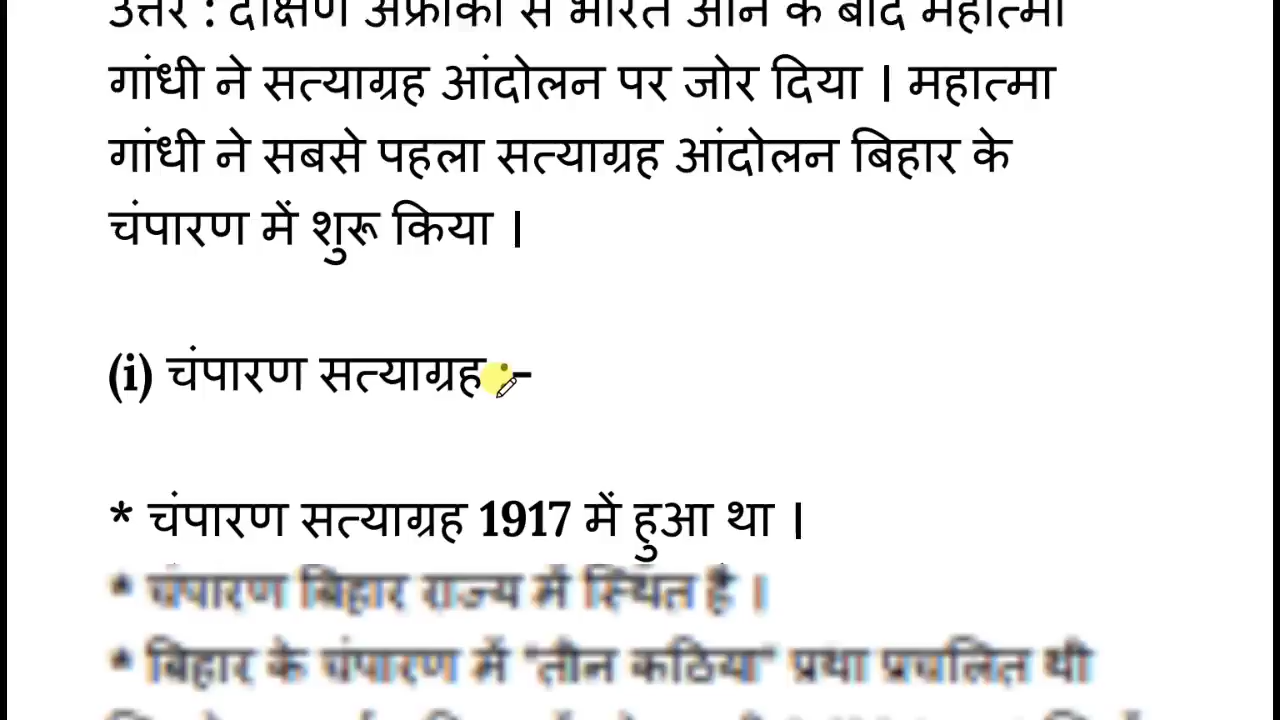 उत्तर : दक्षिण अफ्रीका से भारत आने के बाद महात्मा
गांधी ने सत्याग्रह आंदोलन पर जोर दिया । महात्मा
गांधी ने सबसे पहला सत्याग्रह आंदोलन बिहार के
चंपारण में शुरू किया ।
(i) चंपारण सत्याग्रह :-
* चंपारण सत्याग्रह 1917 में हुआ था ।
* चंपारण बिहार राज्य में स्थित है ।
* बिहार के चंपारण में "तीन कठिया" प्रथा प्रचलित थी